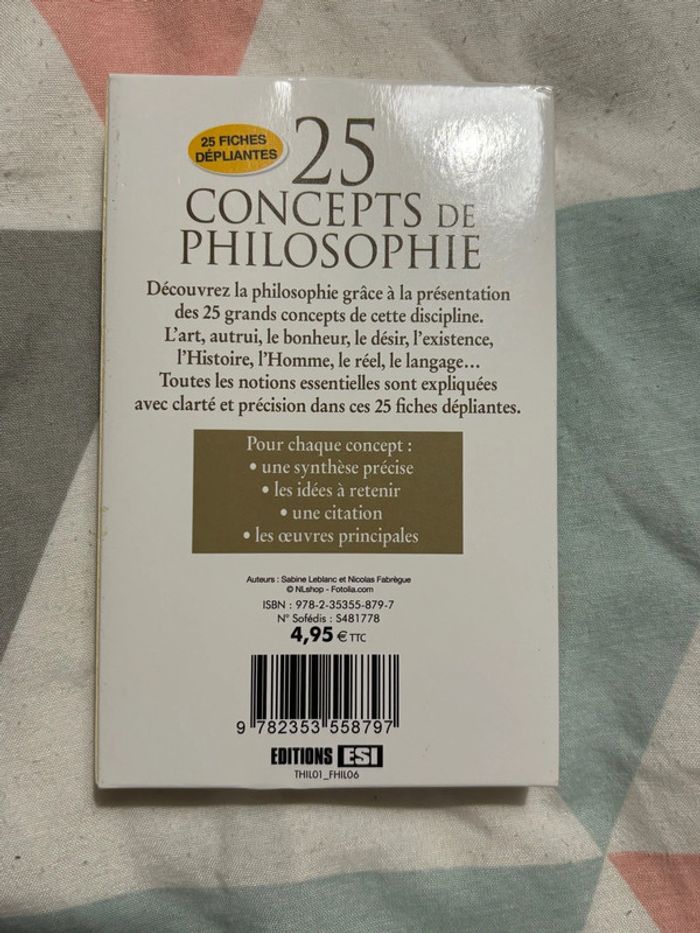 25 FICHES
DÉPLIANTES
25
CONCEPTS DE
PHILOSOPHIE
Découvrez la philosophie grâce à la présentation
des 25 grands concepts de cette discipline.
L'art, autrui, le bonheur, le désir, l'existence,
l'Histoire, l'Homme, le réel, le langage...
Toutes les notions essentielles sont expliquées
avec clarté et précision dans ces 25 fiches dépliantes.
Pour chaque concept :
• une synthèse précise
• les idées à retenir
• une citation
• les œuvres principales
Auteurs : Sabine Leblanc et Nicolas Fabrègue
© NLshop - Fotolia.com
ISBN : 978-2-35355-879-7
N° Sofédis : S481778
4,95 € TTC
9 782353 558797
EDITIONS ESI
THIL01_FHIL06